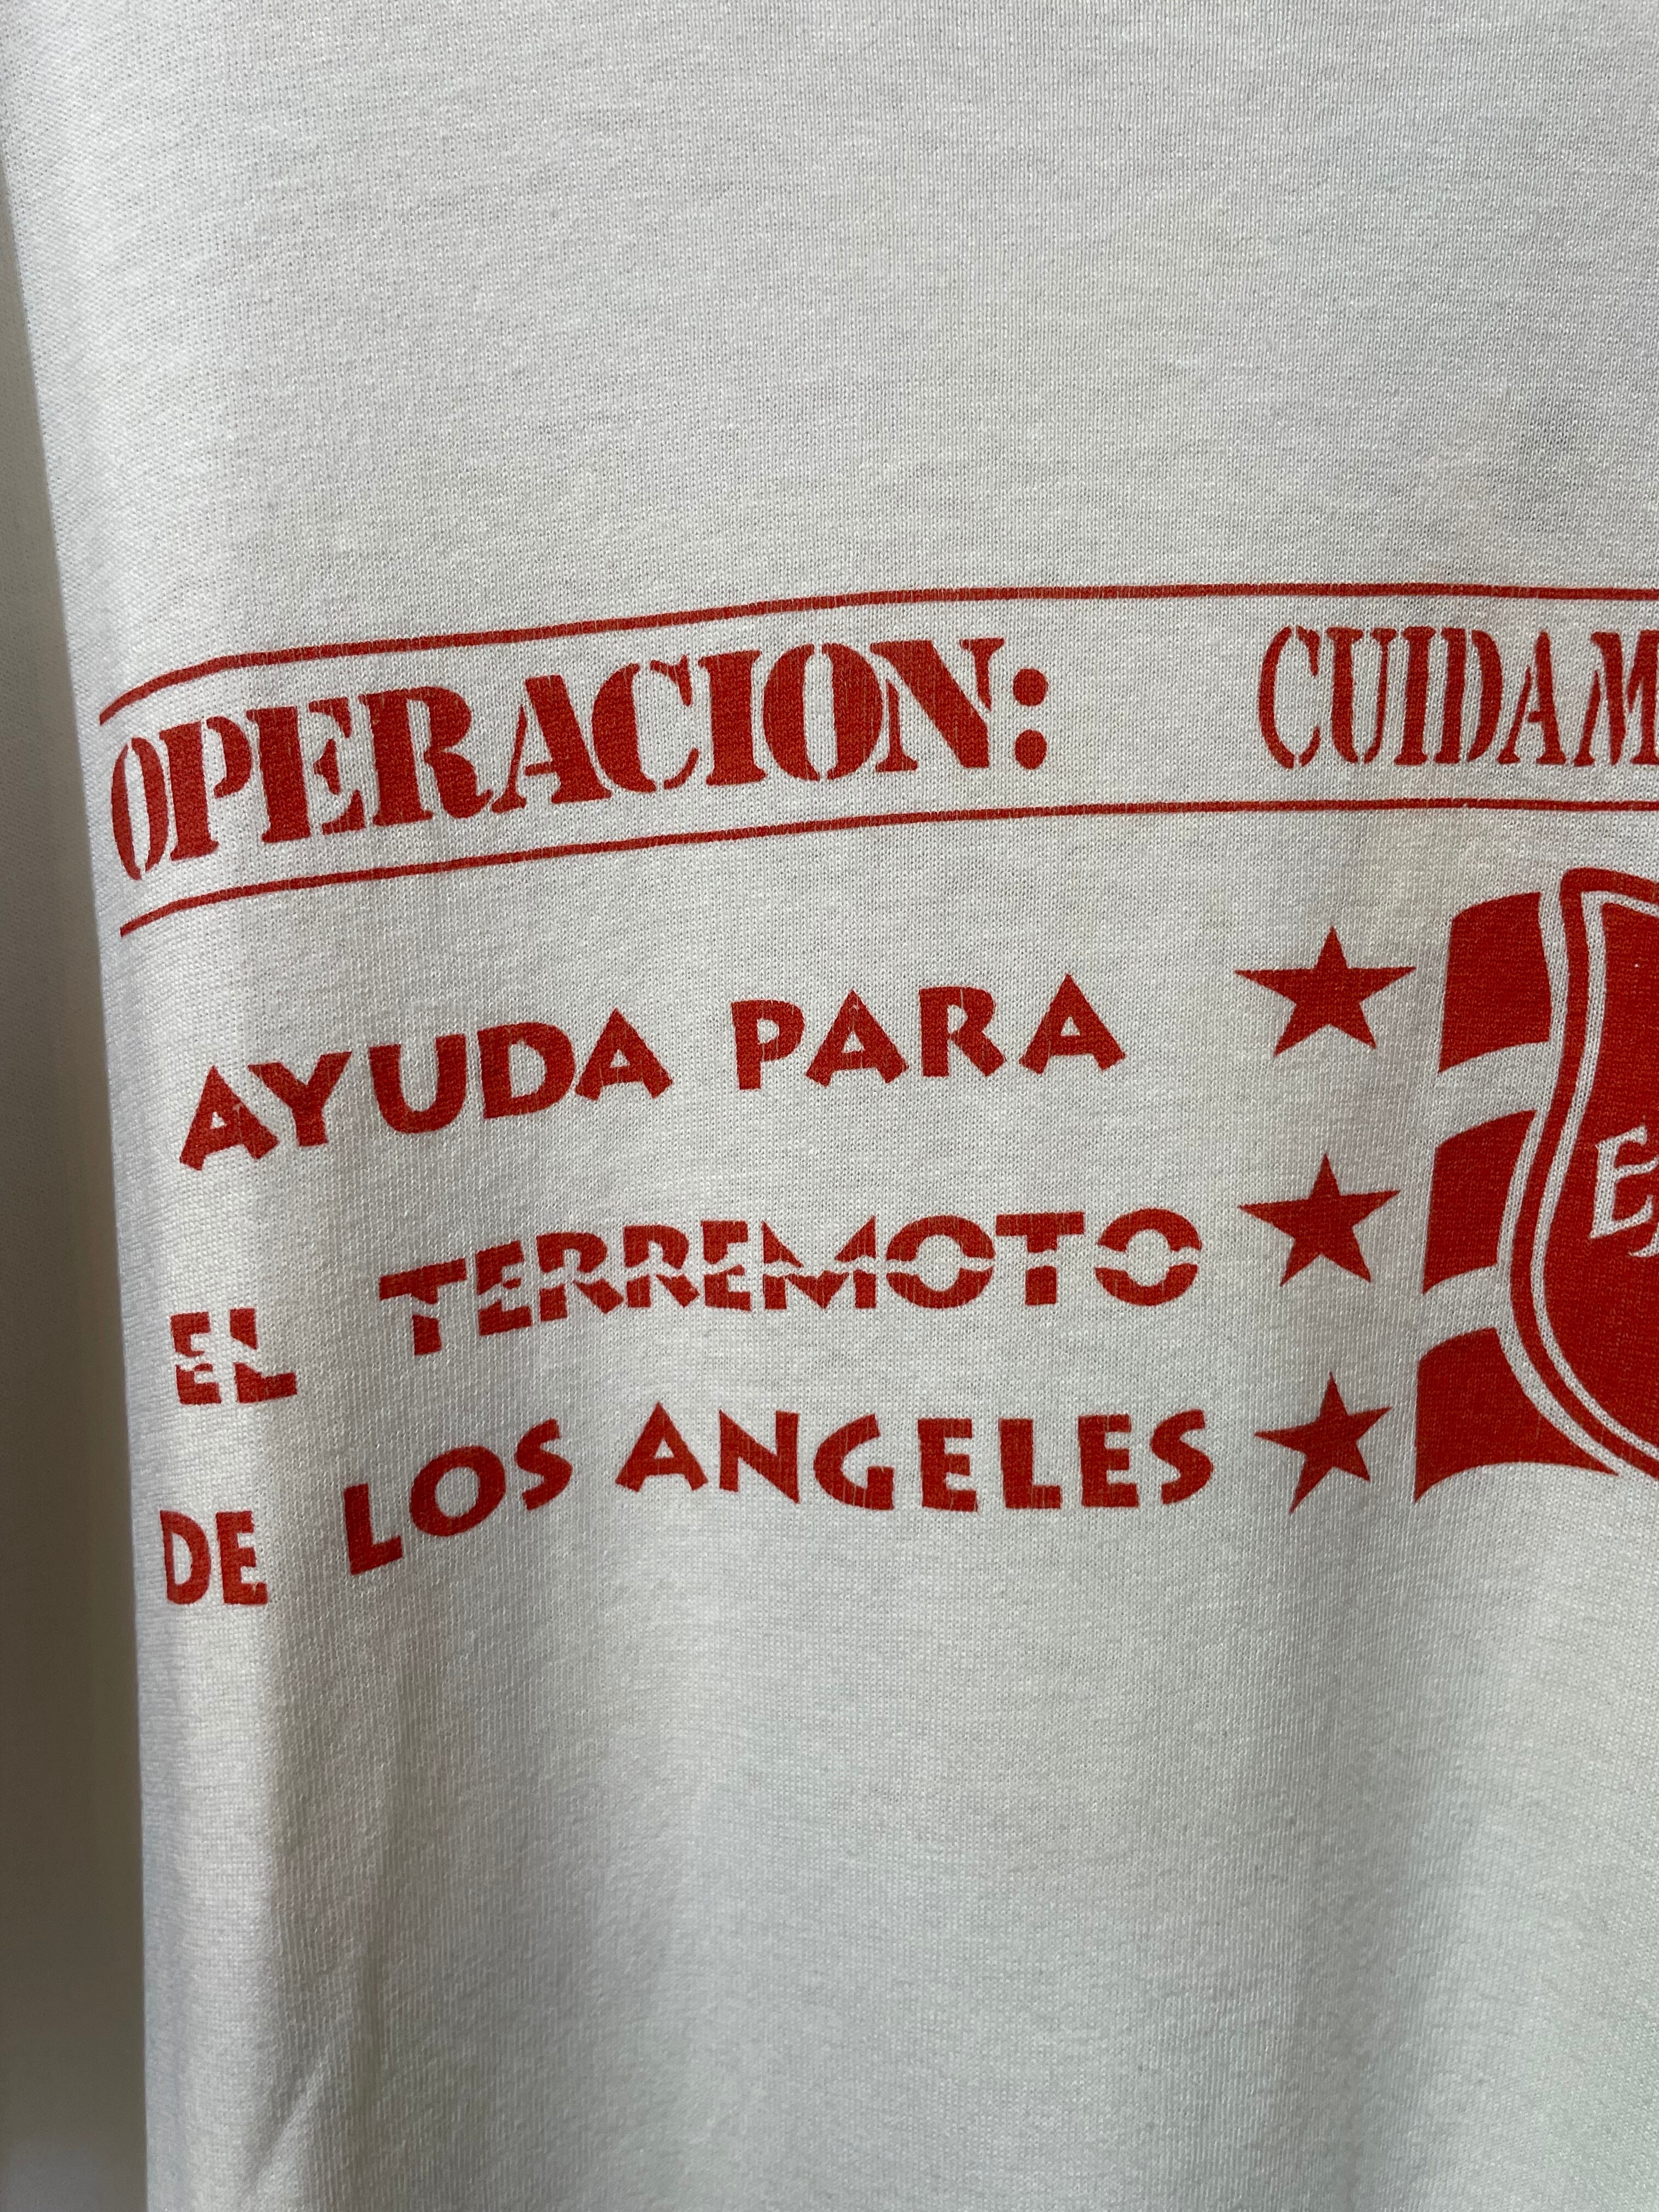 OPERACION:
AYUDA PARA
EL TERREMOTO
DE LOS ANGELES